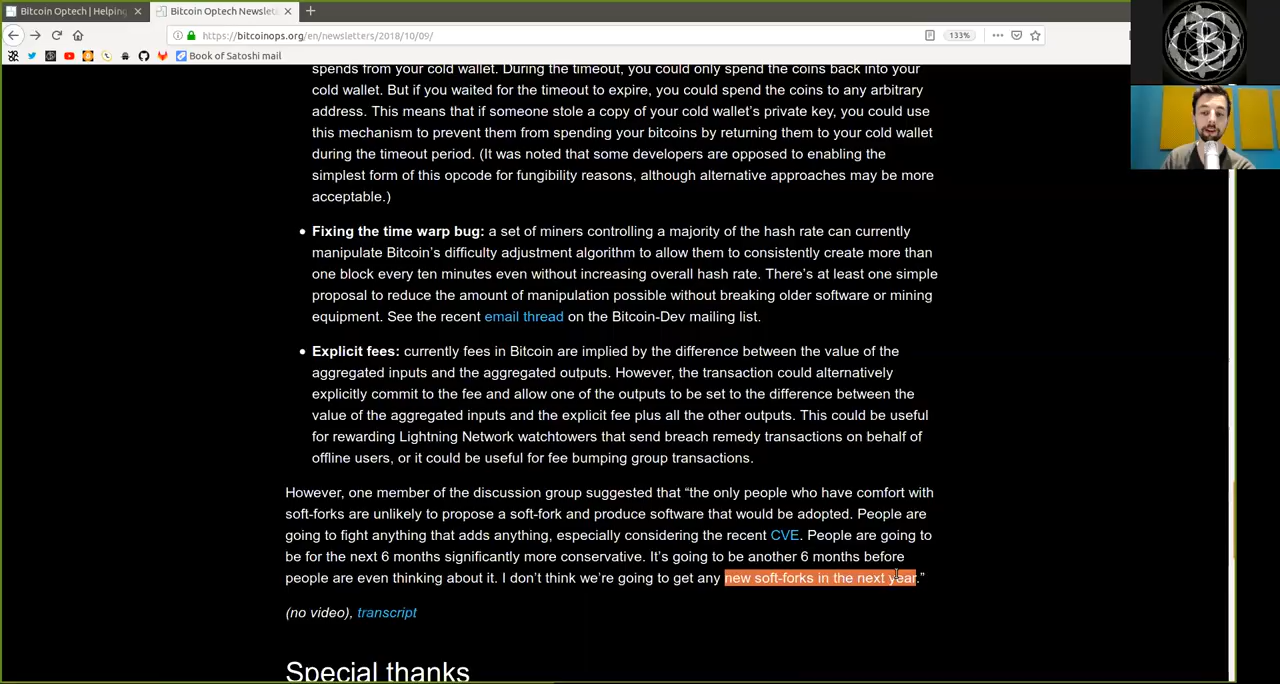 Bitcoin Optech | Helping
Bitcoin Optech Newslett
https://bitcoinops.org/en/newsletters/2018/10/09/
133%
Book of Satoshi mail
spends from your cold wallet. During the timeout, you could only spend the coins back into your
cold wallet. But if you waited for the timeout to expire, you could spend the coins to any arbitrary
address. This means that if someone stole a copy of your cold wallet's private key, you could use
this mechanism to prevent them from spending your bitcoins by returning them to your cold wallet
during the timeout period. (It was noted that some developers are opposed to enabling the
simplest form of this opcode for fungibility reasons, although alternative approaches may be more
acceptable.)
• Fixing the time warp bug: a set of miners controlling a majority of the hash rate can currently
manipulate Bitcoin's difficulty adjustment algorithm to allow them to consistently create more than
one block every ten minutes even without increasing overall hash rate. There's at least one simple
proposal to reduce the amount of manipulation possible without breaking older software or mining
equipment. See the recent email thread on the Bitcoin-Dev mailing list.
• Explicit fees: currently fees in Bitcoin are implied by the difference between the value of the
aggregated inputs and the aggregated outputs. However, the transaction could alternatively
explicitly commit to the fee and allow one of the outputs to be set to the difference between the
value of the aggregated inputs and the explicit fee plus all the other outputs. This could be useful
for rewarding Lightning Network watchtowers that send breach remedy transactions on behalf of
offline users, or it could be useful for fee bumping group transactions.
However, one member of the discussion group suggested that “the only people who have comfort with
soft-forks are unlikely to propose a soft-fork and produce software that would be adopted. People are
going to fight anything that adds anything, especially considering the recent CVE. People are going to
be for the next 6 months significantly more conservative. It's going to be another 6 months before
people are even thinking about it. I don't think we're going to get any new soft-forks in the next year.”
(no video), transcript
Special thanks